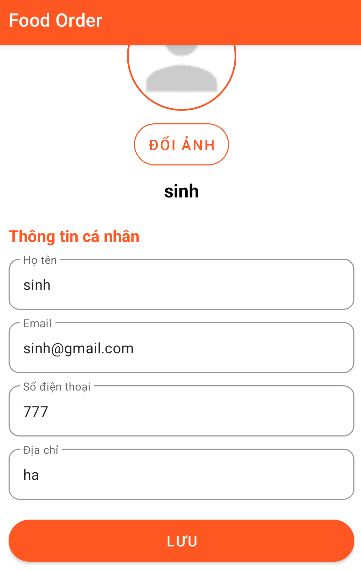 Food Order
ĐỔI ẢNH
sinh
Thông tin cá nhân
Họ tên
sinh
Email
sinh@gmail.com
Số điện thoại
777
Địa chỉ
ha
LƯU